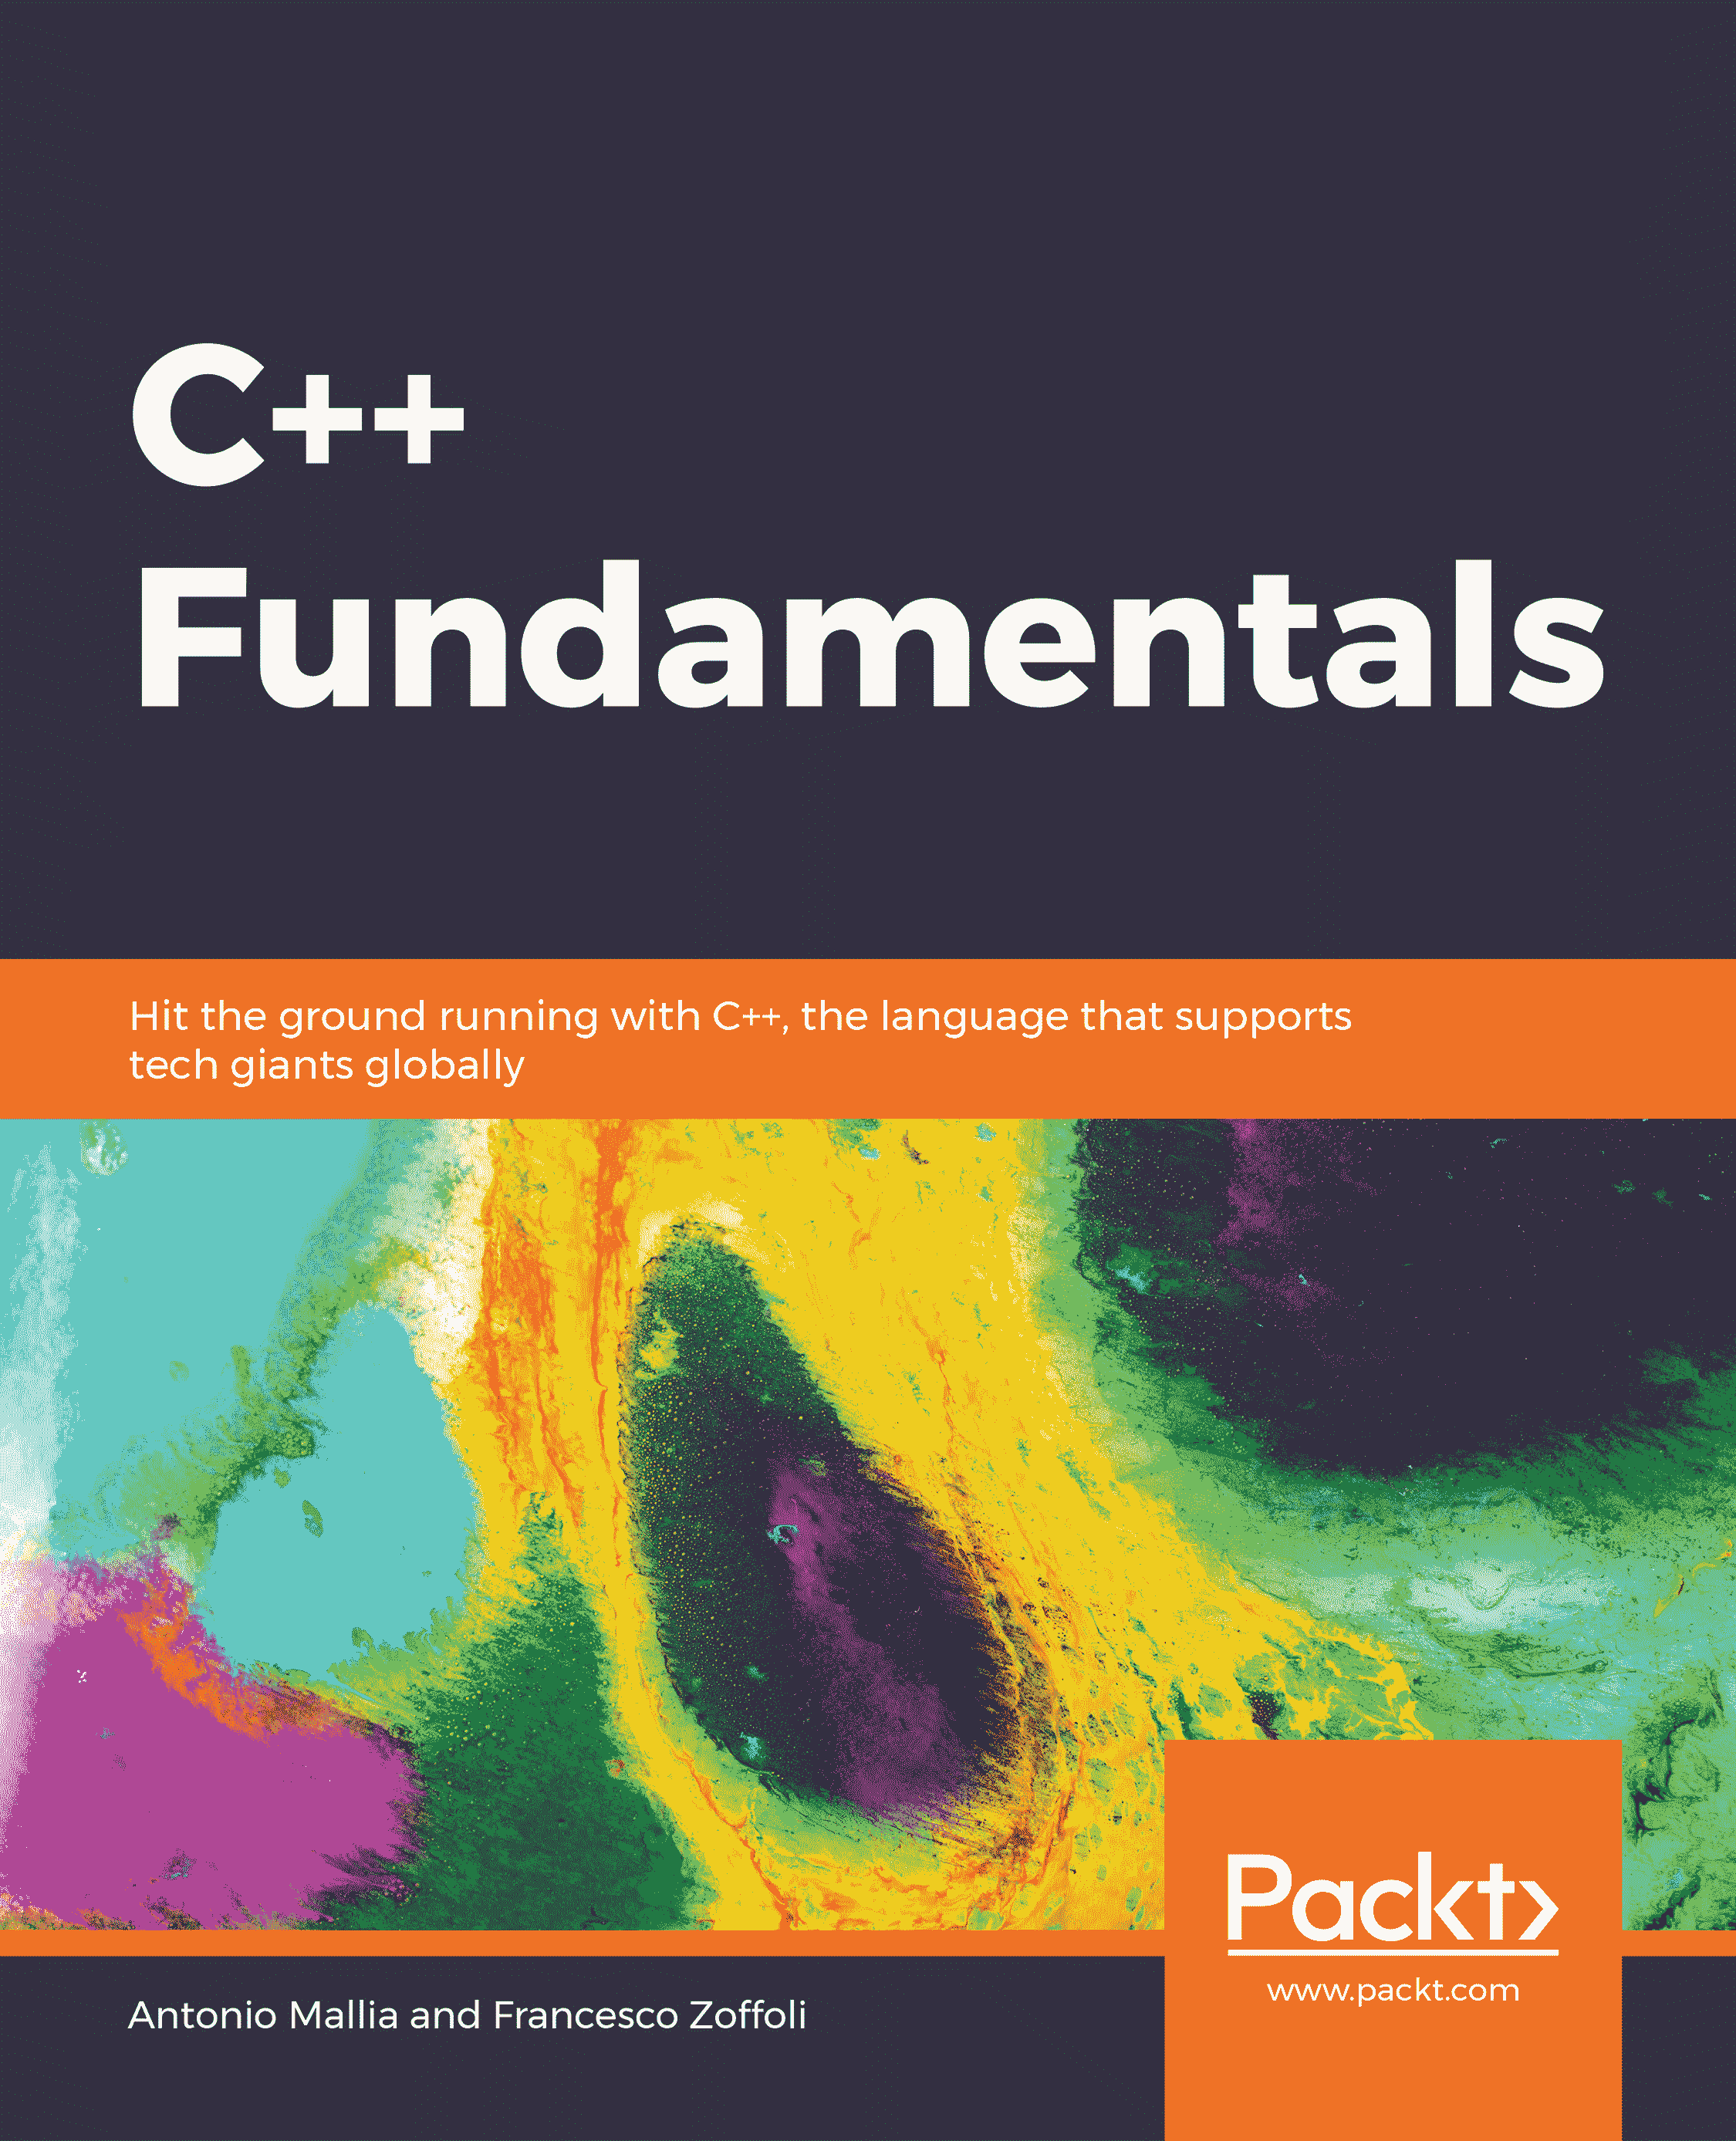 C++
Fundamentals
Hit the ground running with C++, the language that supports
tech giants globally
Packt>
www.packt.com
Antonio Mallia and Francesco Zoffoli